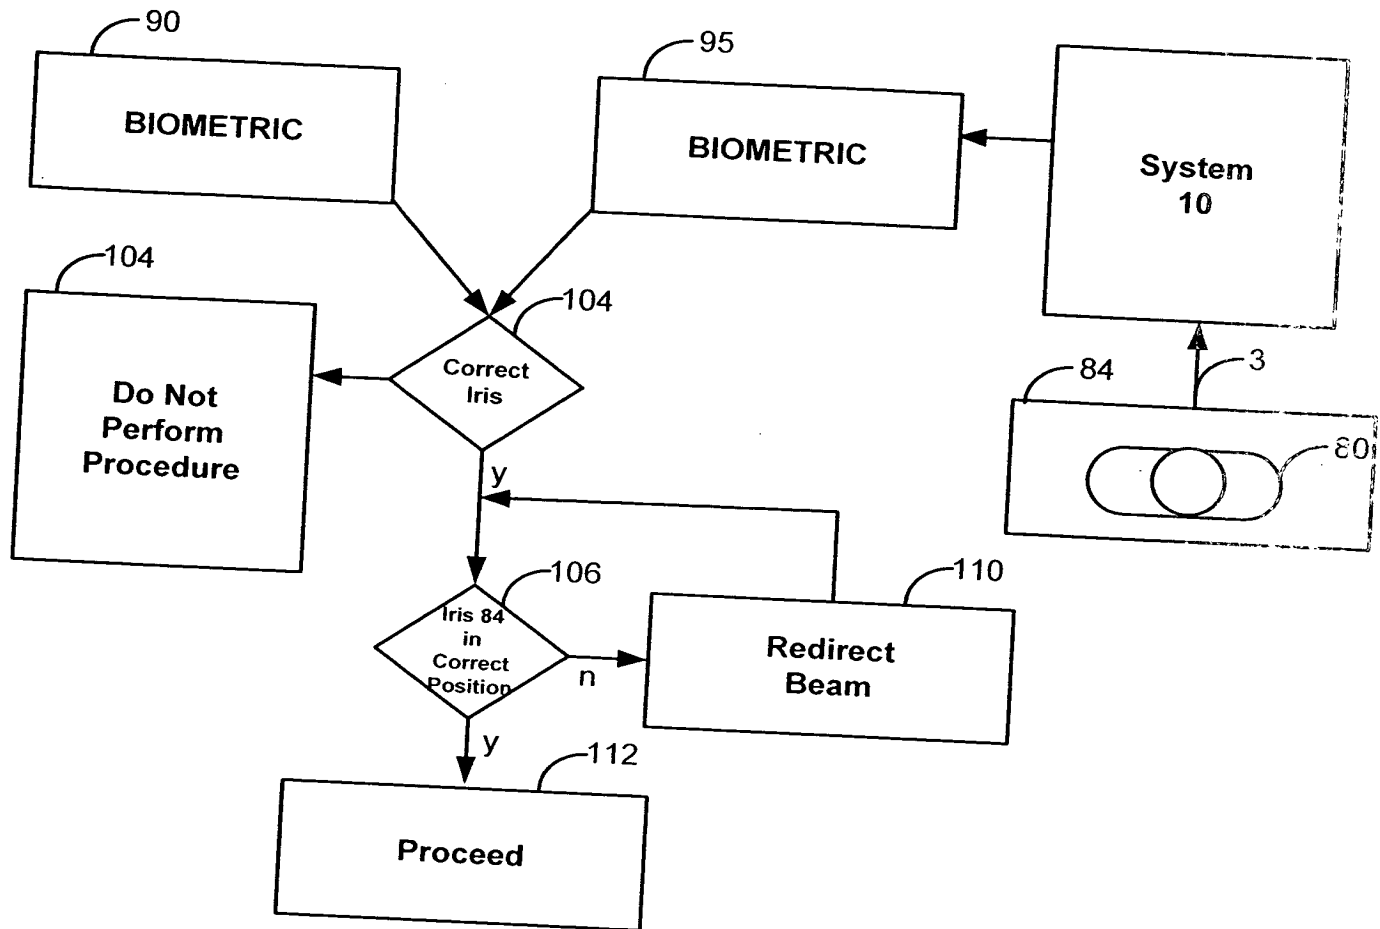 90
BIOMETRIC
95
BIOMETRIC
System
10
104
Do Not
Perform
Procedure
104
Correct
Iris
y
3
84
80
106
Iris 84
in
Correct
Position
n
110
Redirect
Beam
y
112
Proceed